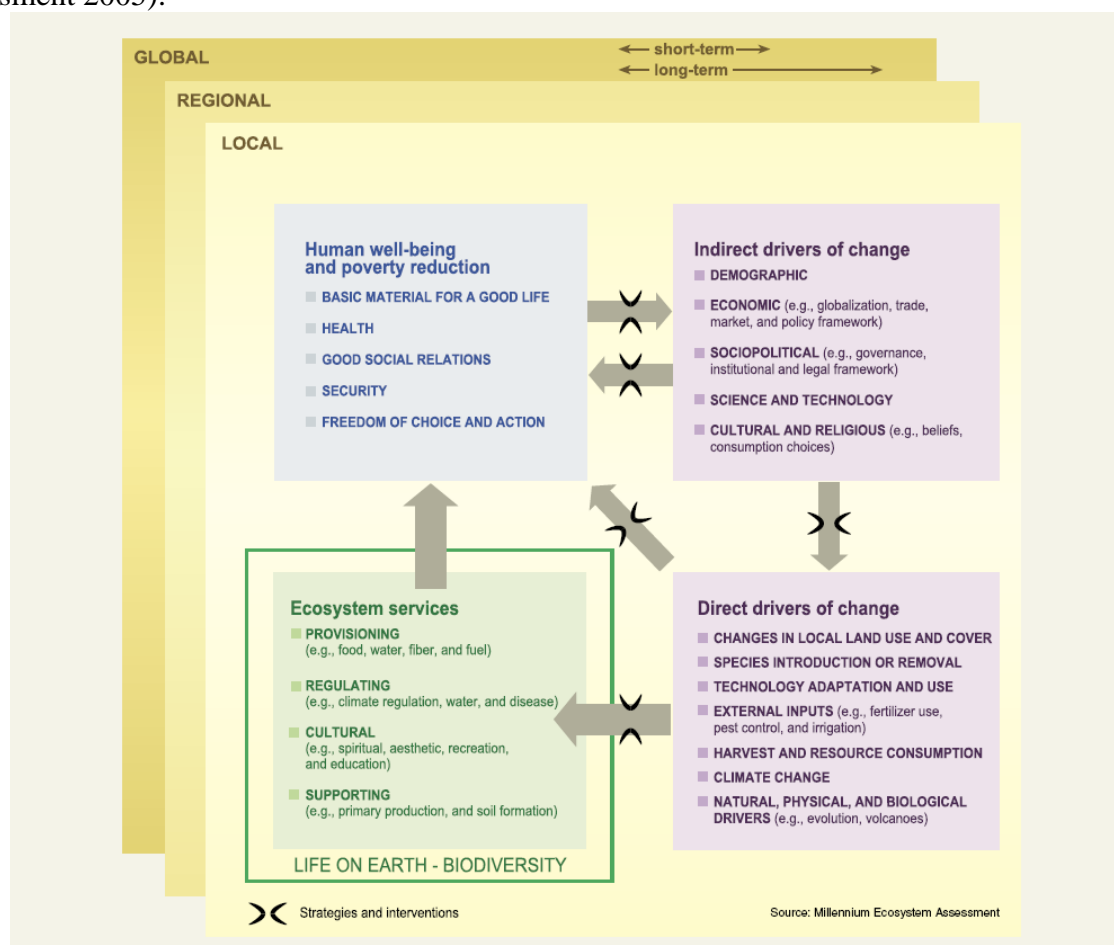 sment 2005).
GLOBAL
short-term
long-term
REGIONAL
LOCAL
Human well-being
and poverty reduction
BASIC MATERIAL FOR A GOOD LIFE
HEALTH
GOOD SOCIAL RELATIONS
SECURITY
FREEDOM OF CHOICE AND ACTION
Indirect drivers of change
DEMOGRAPHIC
ECONOMIC (e.g., globalization, trade,
market, and policy framework)
SOCIOPOLITICAL (e.g., governance,
institutional and legal framework)
SCIENCE AND TECHNOLOGY
CULTURAL AND RELIGIOUS (e.g., beliefs,
consumption choices)
Ecosystem services
PROVISIONING
(e.g., food, water, fiber, and fuel)
REGULATING
(e.g., climate regulation, water, and disease)
CULTURAL
(e.g., spiritual, aesthetic, recreation,
and education)
SUPPORTING
(e.g., primary production, and soil formation)
LIFE ON EARTH - BIODIVERSITY
Direct drivers of change
CHANGES IN LOCAL LAND USE AND COVER
SPECIES INTRODUCTION OR REMOVAL
TECHNOLOGY ADAPTATION AND USE
EXTERNAL INPUTS (e.g., fertilizer use,
pest control, and irrigation)
HARVEST AND RESOURCE CONSUMPTION
CLIMATE CHANGE
NATURAL, PHYSICAL, AND BIOLOGICAL
DRIVERS (e.g., evolution, volcanoes)
Strategies and interventions
Source: Millennium Ecosystem Assessment